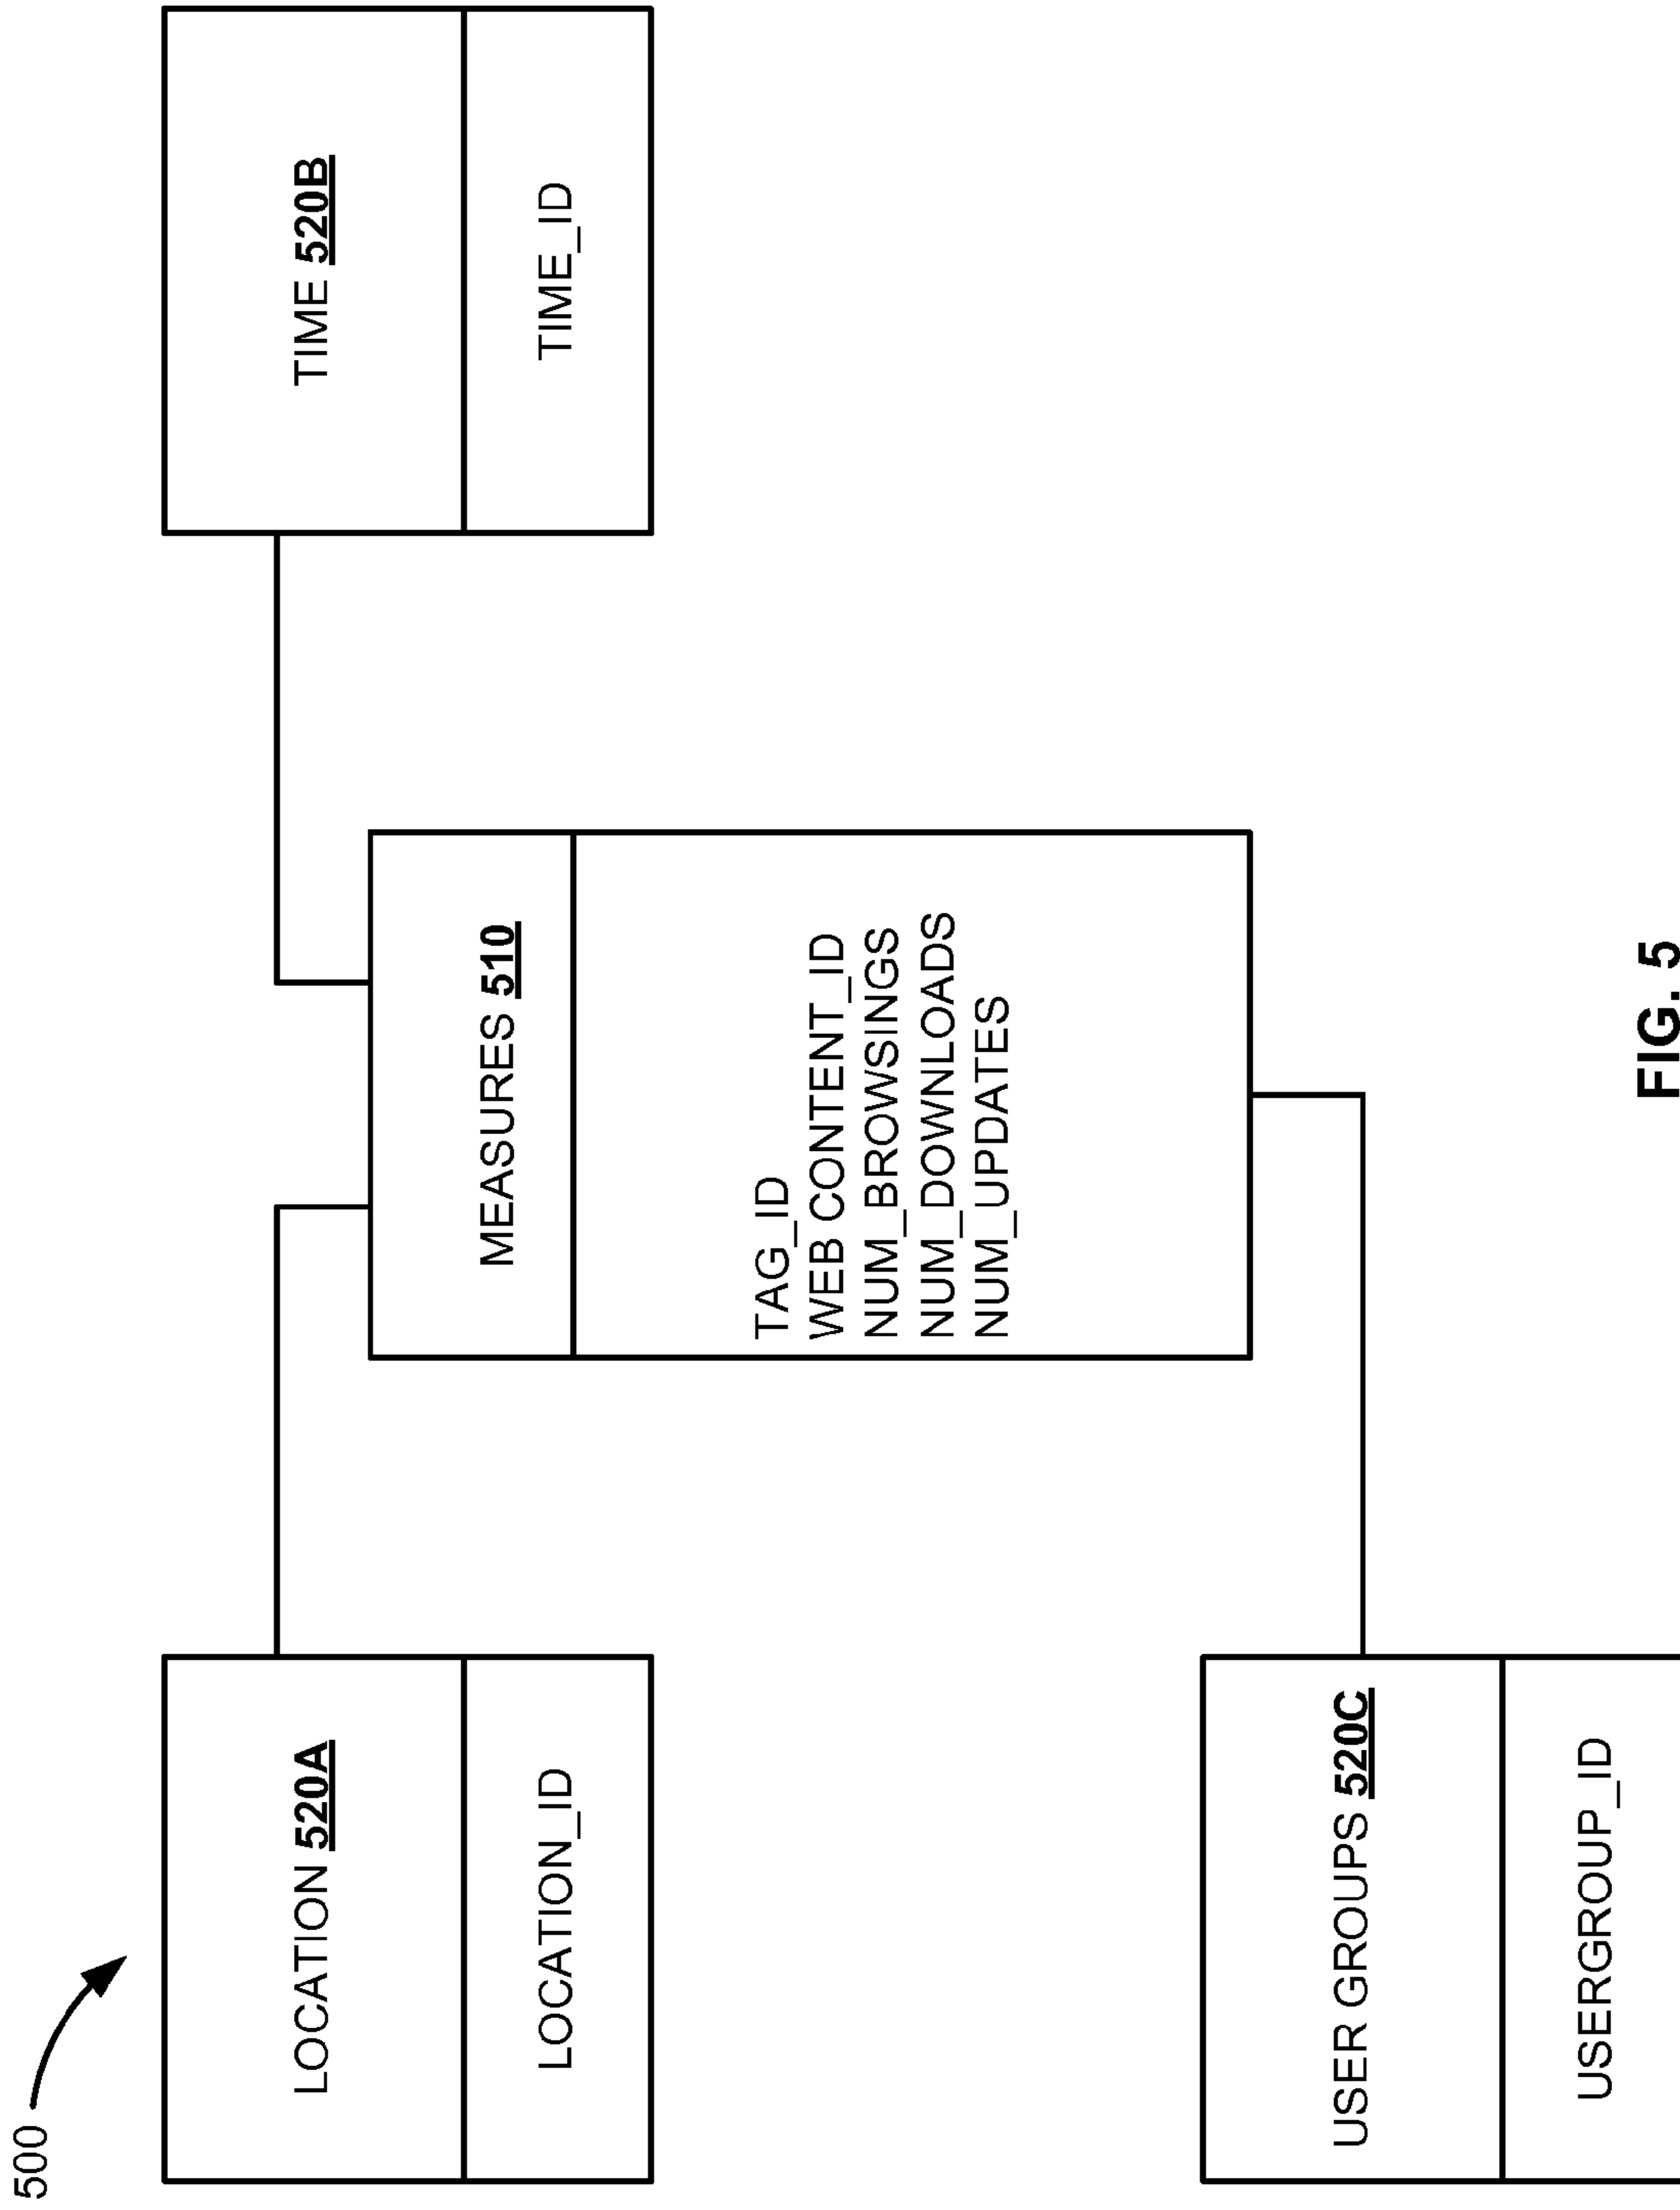 500
LOCATION 520A
LOCATION_ID
TIME 520B
TIME_ID
MEASURES 510
TAG_ID
WEB CONTENT_ID
NUM_BROWSINGS
NUM_DOWNLOADS
NUM_UPDATES
USER GROUPS 520C
USERGROUP_ID
FIG. 5